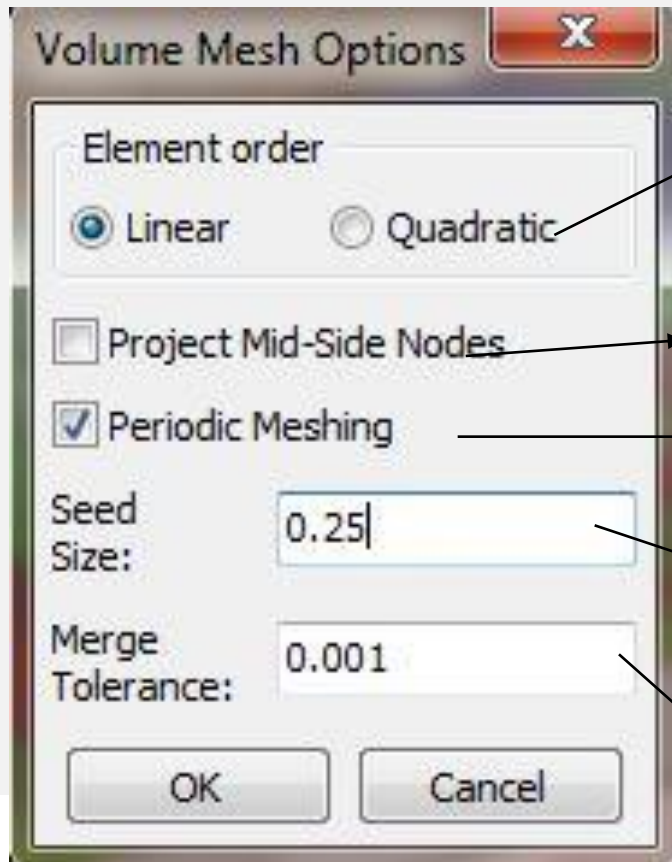 Volume Mesh Options
Element order
Linear Quadratic
Project Mid-Side Nodes
Periodic Meshing
Seed
Size:
0.25
Merge
Tolerance:
0.001
OK Cancel